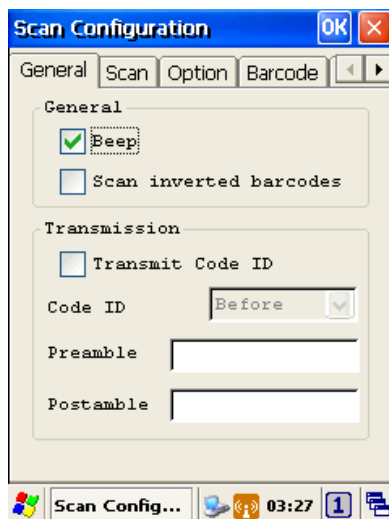 Scan Configuration OK
General Scan Option Barcode
General
Beep
Scan inverted barcodes
Transmission
Transmit Code ID
Code ID Before
Preamble
Postamble
Scan Config... 03:27 1